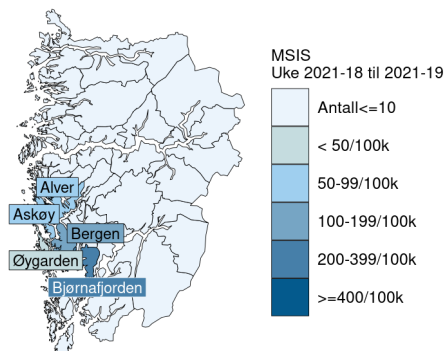 MSIS
Uke 2021-18 til 2021-19
Antall<=10
< 50/100k
50-99/100k
100-199/100k
200-399/100k
>=400/100k
Alver
Askøy
Bergen
Øygarden
Bjørnafjorden